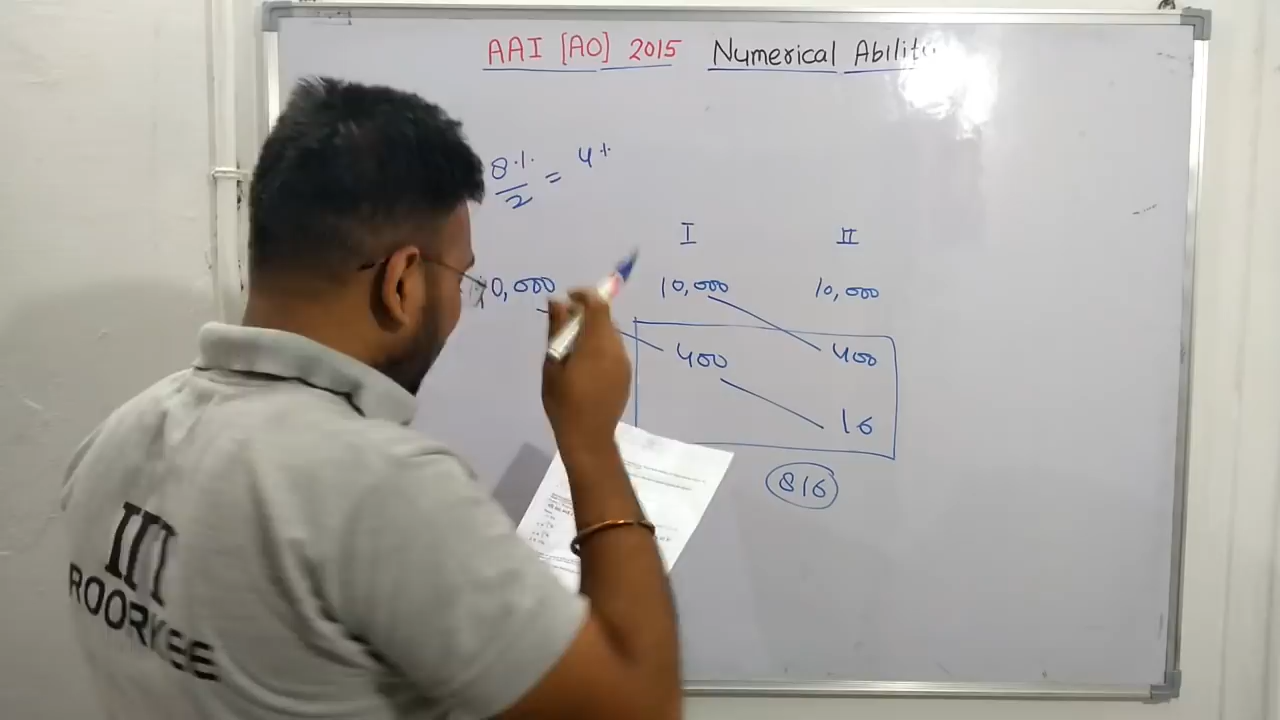 AAI [AO] 2015 Numerical Ability
8% / 2 = 4%
I II
0,000 10,000 10,000
400 400
16
816
IIT
ROORKEE